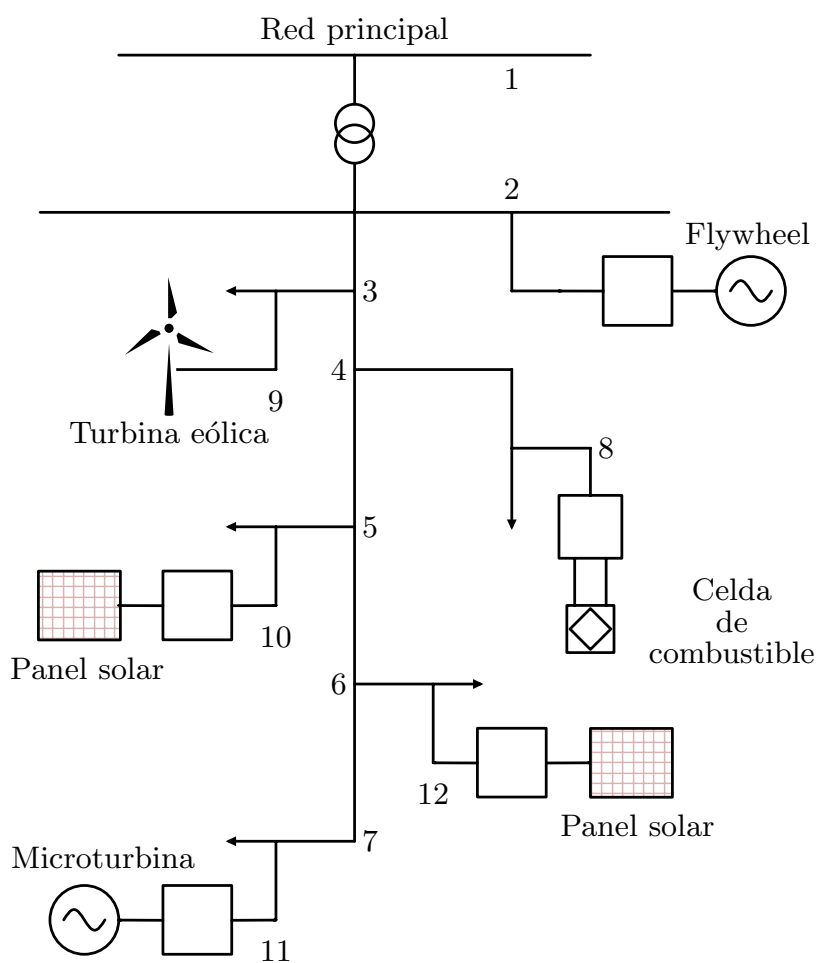 Red principal
1
2
Flywheel
3
4
9
Turbina eólica
8
5
10
Panel solar
Celda
de
combustible
6
12
Panel solar
7
Microturbina
11